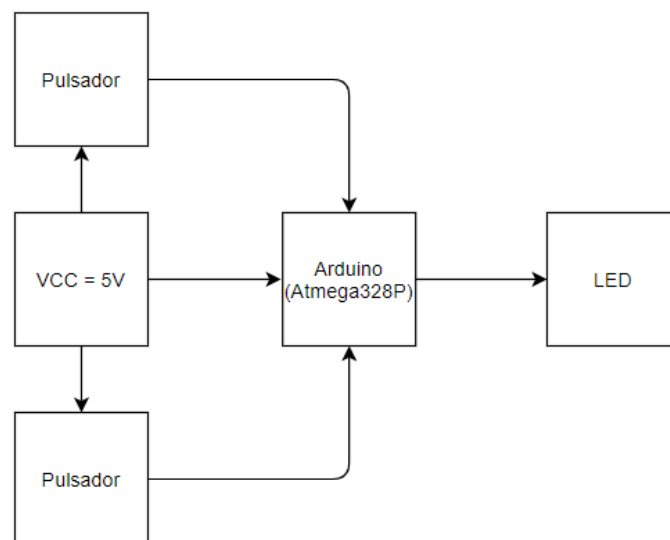 Pulsador
VCC = 5V
Arduino
(Atmega328P)
LED
Pulsador